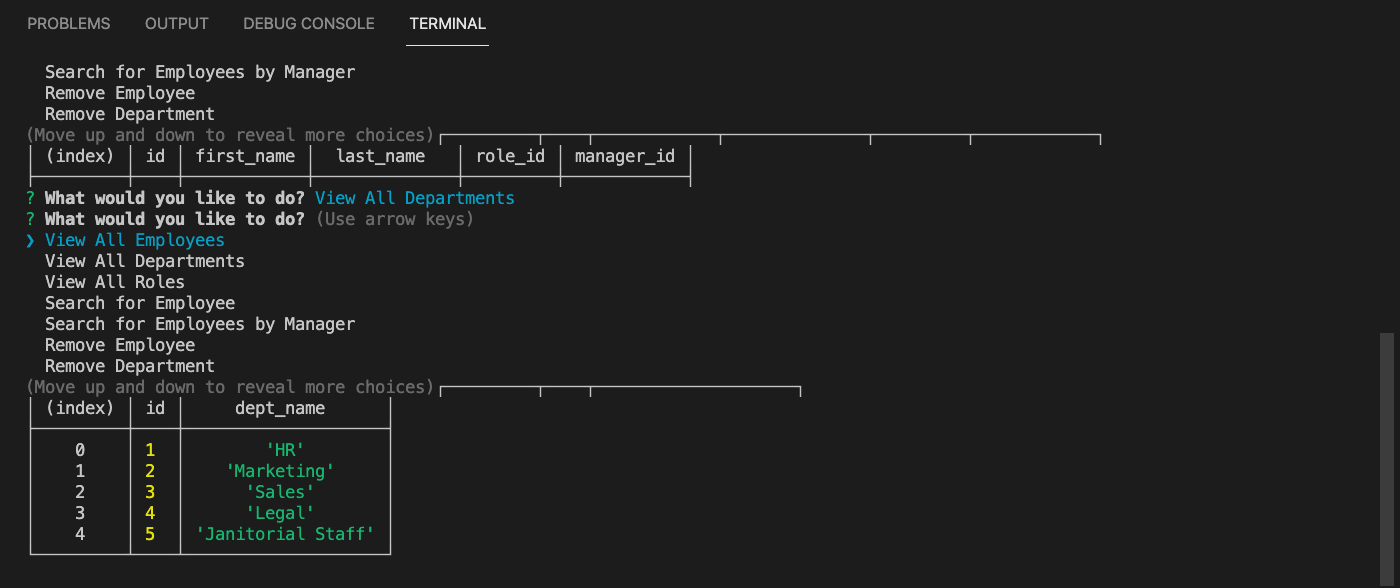 PROBLEMS OUTPUT DEBUG CONSOLE TERMINAL
Search for Employees by Manager
Remove Employee
Remove Department
(Move up and down to reveal more choices)
(index) id first_name last_name role_id manager_id
? What would you like to do? View All Departments
? What would you like to do? (Use arrow keys)
❯ View All Employees
View All Departments
View All Roles
Search for Employee
Search for Employees by Manager
Remove Employee
Remove Department
(Move up and down to reveal more choices)
(index) id dept_name
0 1 'HR'
1 2 'Marketing'
2 3 'Sales'
3 4 'Legal'
4 5 'Janitorial Staff'